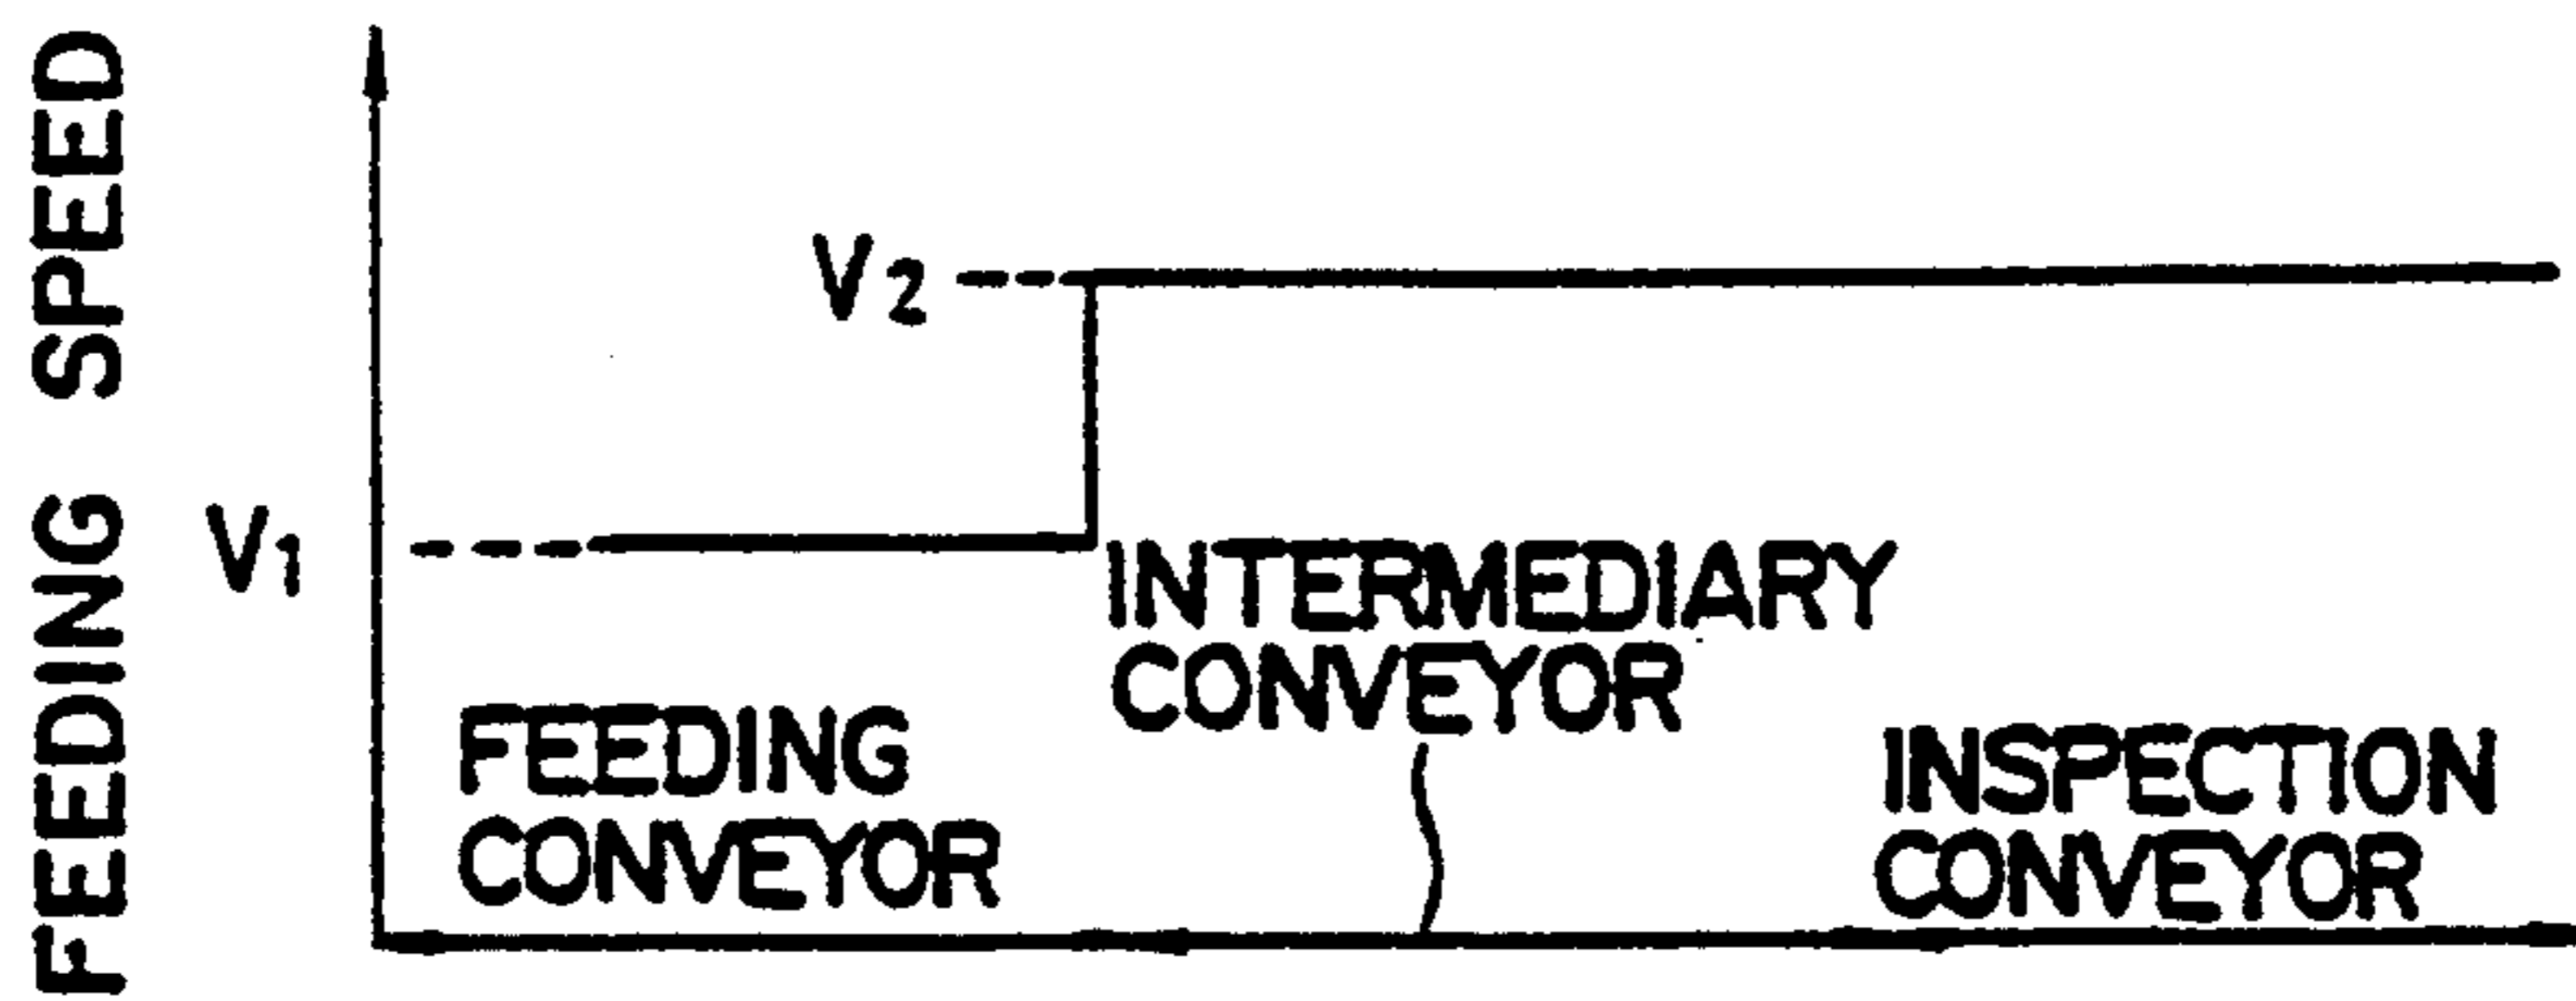 FEEDING SPEED
V2
V1
INTERMEDIARY
CONVEYOR
FEEDING
CONVEYOR
INSPECTION
CONVEYOR